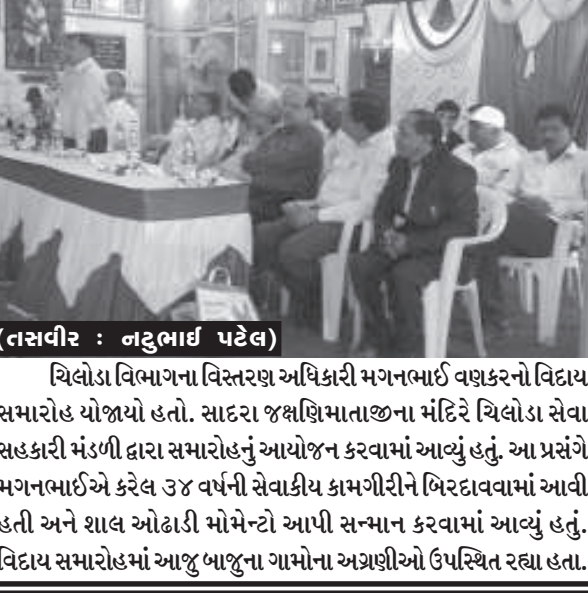 (તસવીર : નટુભાઈ પટેલ)
ચિલોડા વિભાગના વિસ્તરણ અધિકારી મગનભાઈ વણકરનો વિદાય
સમારોહ યોજાયો હતો. સાદરા જક્ષણિમાતાજીના મંદિરે ચિલોડા સેવા
સહકારી મંડળી દ્વારા સમારોહનું આયોજન કરવામાં આવ્યું હતું. આ પ્રસંગે
મગનભાઈએ કરેલ ૩૪ વર્ષની સેવાકીય કામગીરીને બિરદાવવામાં આવી
હતી અને શાલ ઓઢાડી મોમેન્ટો આપી સન્માન કરવામાં આવ્યું હતું.
વિદાય સમારોહમાં આજુ બાજુના ગામોના અગ્રણીઓ ઉપસ્થિત રહ્યા હતા.